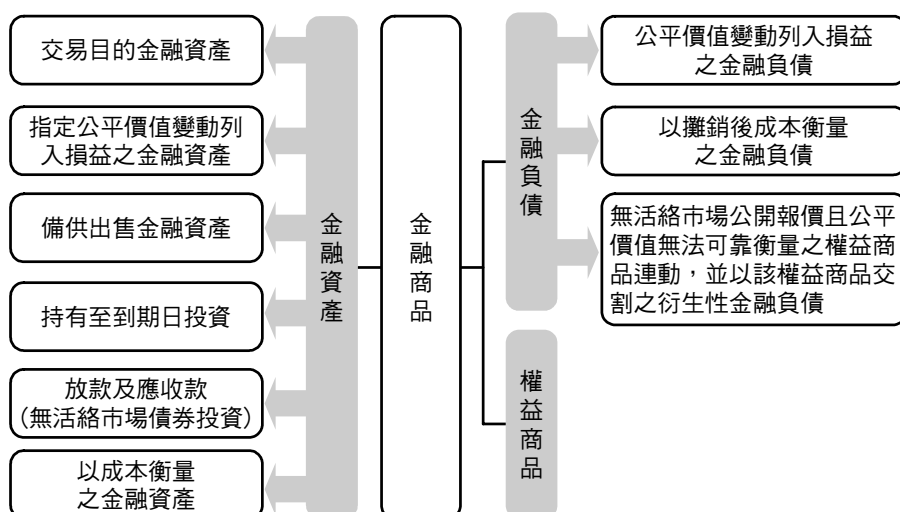 交易目的金融資產
指定公平價值變動列
入損益之金融資產
備供出售金融資產
持有至到期日投資
放款及應收款
(無活絡市場債券投資)
以成本衡量
之金融資產
金融資產
金融商品
金融負債
權益商品
公平價值變動列入損益
之金融負債
以攤銷後成本衡量
之金融負債
無活絡市場公開報價且公平
價值無法可靠衡量之權益商
品連動，並以該權益商品交
割之衍生性金融負債